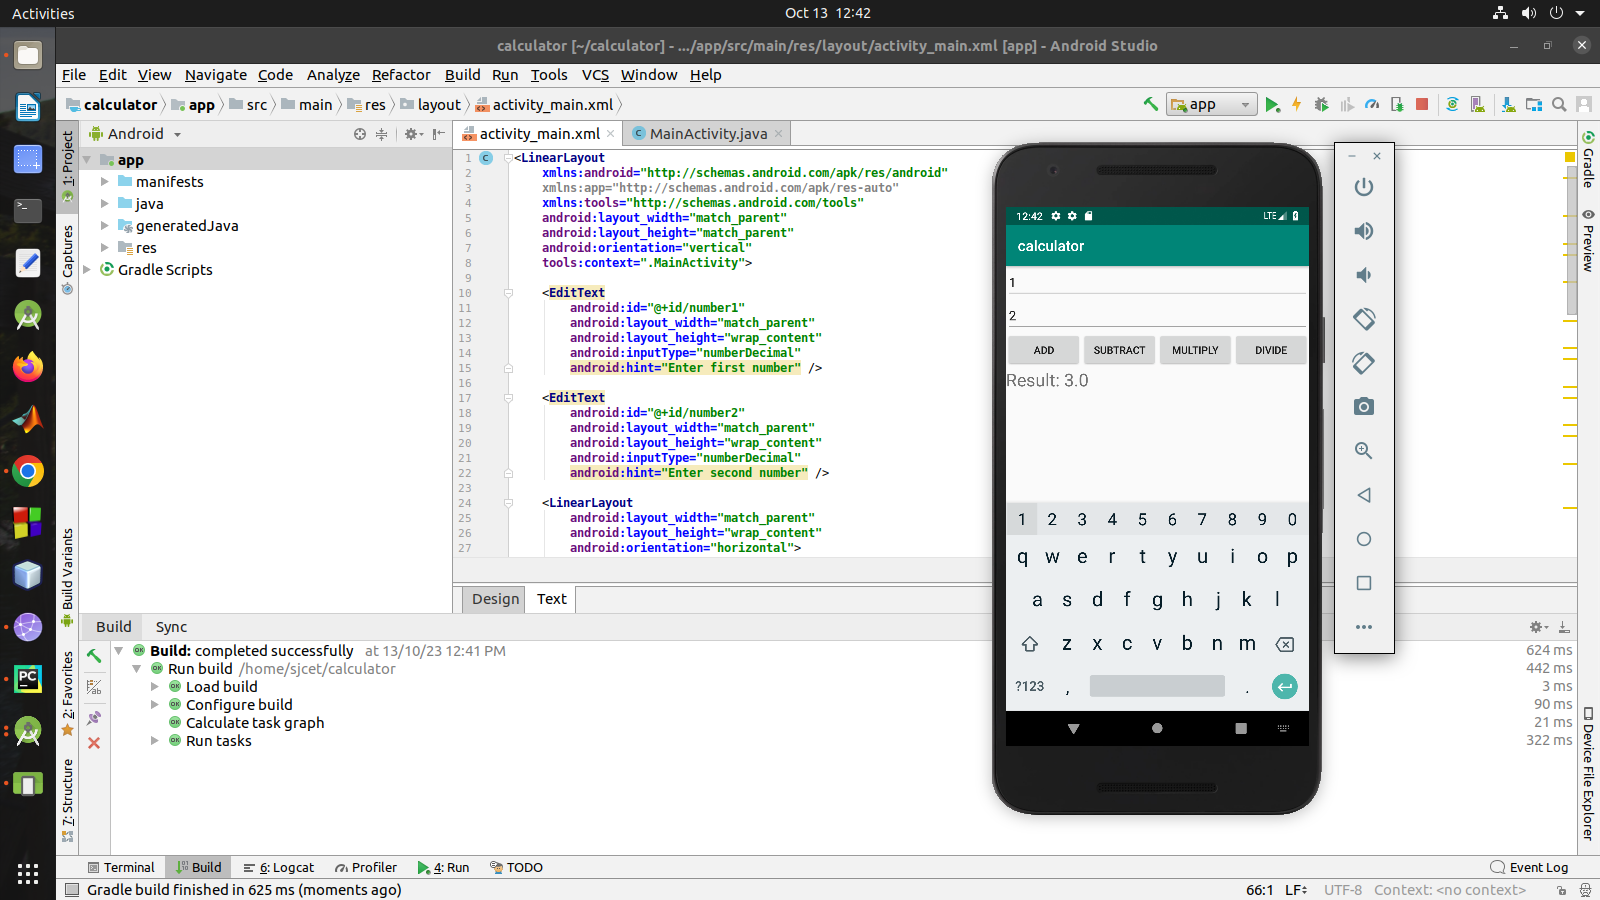 Activities
Oct 13 12:42
calculator [~/calculator] - .../app/src/main/res/layout/activity_main.xml [app] - Android Studio
File Edit View Navigate Code Analyze Refactor Build Run Tools VCS Window Help
calculator app src main res layout activity_main.xml
app
Android
activity_main.xml
MainActivity.java
1: Project
Captures
Build Variants
2: Favorites
7: Structure
app
manifests
java
generatedJava
res
Gradle Scripts
1 <LinearLayout
2 xmlns:android="http://schemas.android.com/apk/res/android"
3 xmlns:app="http://schemas.android.com/apk/res-auto"
4 xmlns:tools="http://schemas.android.com/tools"
5 android:layout_width="match_parent"
6 android:layout_height="match_parent"
7 android:orientation="vertical"
8 tools:context=".MainActivity">
9
10 <EditText
11 android:id="@+id/number1"
12 android:layout_width="match_parent"
13 android:layout_height="wrap_content"
14 android:inputType="numberDecimal"
15 android:hint="Enter first number" />
16
17 <EditText
18 android:id="@+id/number2"
19 android:layout_width="match_parent"
20 android:layout_height="wrap_content"
21 android:inputType="numberDecimal"
22 android:hint="Enter second number" />
23
24 <LinearLayout
25 android:layout_width="match_parent"
26 android:layout_height="wrap_content"
27 android:orientation="horizontal">
Design Text
12:42
LTE
calculator
1
2
ADD SUBTRACT MULTIPLY DIVIDE
Result: 3.0
1 2 3 4 5 6 7 8 9 0
q w e r t y u i o p
a s d f g h j k l
z x c v b n m
?123 , .
Gradle
Preview
Device File Explorer
Build Sync
Build: completed successfully at 13/10/23 12:41 PM 624 ms
Run build /home/sjcet/calculator 442 ms
Load build 3 ms
Configure build 90 ms
Calculate task graph 21 ms
Run tasks 322 ms
Terminal Build 6: Logcat Profiler 4: Run TODO Event Log
Gradle build finished in 625 ms (moments ago) 66:1 LF UTF-8 Context: <no context>